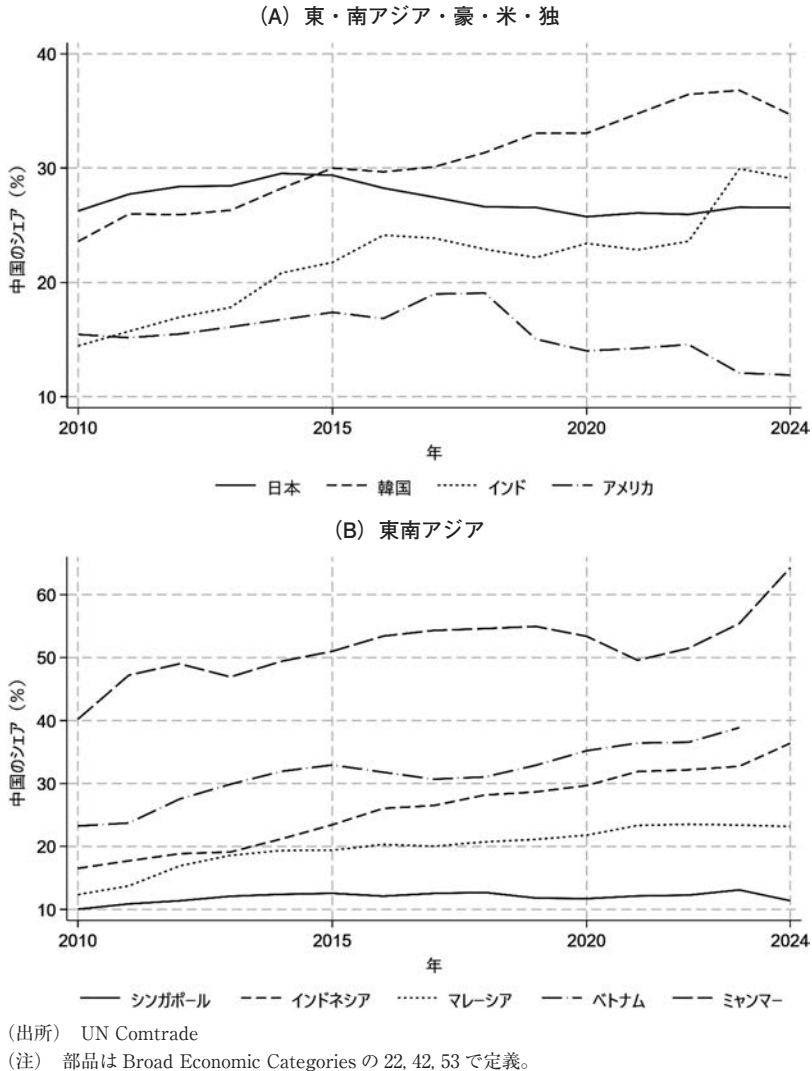 (A) 東・南アジア・豪・米・独
40
30
20
10
中国のシェア (%)
2010
2015
2020
2024
年
日本 韓国 インド アメリカ
(B) 東南アジア
60
50
40
30
20
10
中国のシェア (%)
2010
2015
2020
2024
年
シンガポール インドネシア マレーシア ベトナム ミャンマー
(出所) UN Comtrade
(注) 部品は Broad Economic Categories の 22, 42, 53 で定義。